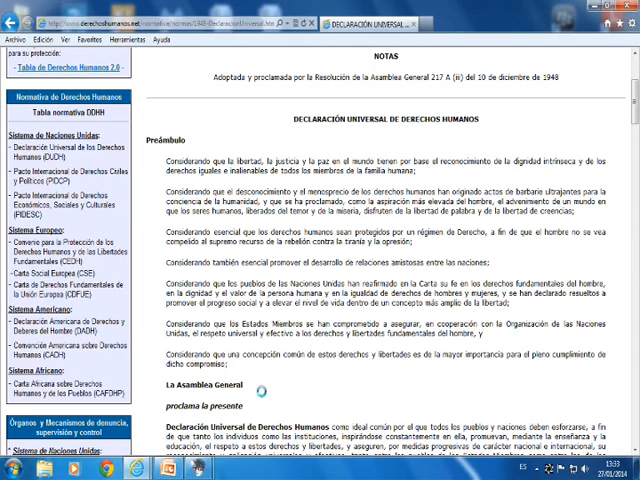 http://www.derechoshumanos.net/normativa/normas/1948-DeclaracionUniversal.htm
DECLARACIÓN UNIVERSAL ...
Archivo Edición Ver Favoritos Herramientas Ayuda
para su protección:
- Tabla de Derechos Humanos 2.0 -
Normativa de Derechos Humanos
Tabla normativa DDHH
Sistema de Naciones Unidas:
- Declaración Universal de los Derechos
Humanos (DUDH)
- Pacto Internacional de Derechos Civiles
y Políticos (PIDCP)
- Pacto Internacional de Derechos
Económicos, Sociales y Culturales
(PIDESC)
Sistema Europeo:
- Convenio para la Protección de los
Derechos Humanos y de las Libertades
Fundamentales (CEDH)
- Carta Social Europea (CSE)
- Carta de Derechos Fundamentales de
la Unión Europea (CDFUE)
Sistema Americano:
- Declaración Americana de Derechos y
Deberes del Hombre (DADH)
- Convención Americana sobre Derechos
Humanos (CADH)
Sistema Africano:
- Carta Africana sobre Derechos
Humanos y de los Pueblos (CAFDHP)
Órganos y Mecanismos de denuncia,
supervisión y control
* Sistema de Naciones Unidas:
NOTAS
Adoptada y proclamada por la Resolución de la Asamblea General 217 A (iii) del 10 de diciembre de 1948
DECLARACIÓN UNIVERSAL DE DERECHOS HUMANOS
Preámbulo
Considerando que la libertad, la justicia y la paz en el mundo tienen por base el reconocimiento de la dignidad intrínseca y de los
derechos iguales e inalienables de todos los miembros de la familia humana;
Considerando que el desconocimiento y el menosprecio de los derechos humanos han originado actos de barbarie ultrajantes para la
conciencia de la humanidad, y que se ha proclamado, como la aspiración más elevada del hombre, el advenimiento de un mundo en
que los seres humanos, liberados del temor y de la miseria, disfruten de la libertad de palabra y de la libertad de creencias;
Considerando esencial que los derechos humanos sean protegidos por un régimen de Derecho, a fin de que el hombre no se vea
compelido al supremo recurso de la rebelión contra la tiranía y la opresión;
Considerando también esencial promover el desarrollo de relaciones amistosas entre las naciones;
Considerando que los pueblos de las Naciones Unidas han reafirmado en la Carta su fe en los derechos fundamentales del hombre,
en la dignidad y el valor de la persona humana y en la igualdad de derechos de hombres y mujeres, y se han declarado resueltos a
promover el progreso social y a elevar el nivel de vida dentro de un concepto más amplio de la libertad;
Considerando que los Estados Miembros se han comprometido a asegurar, en cooperación con la Organización de las Naciones
Unidas, el respeto universal y efectivo a los derechos y libertades fundamentales del hombre, y
Considerando que una concepción común de estos derechos y libertades es de la mayor importancia para el pleno cumplimiento de
dicho compromiso;
La Asamblea General
proclama la presente
Declaración Universal de Derechos Humanos como ideal común por el que todos los pueblos y naciones deben esforzarse, a fin
de que tanto los individuos como las instituciones, inspirándose constantemente en ella, promuevan, mediante la enseñanza y la
educación, el respeto a estos derechos y libertades, y aseguren, por medidas progresivas de carácter nacional e internacional, su
ES
13:33
27/01/2014